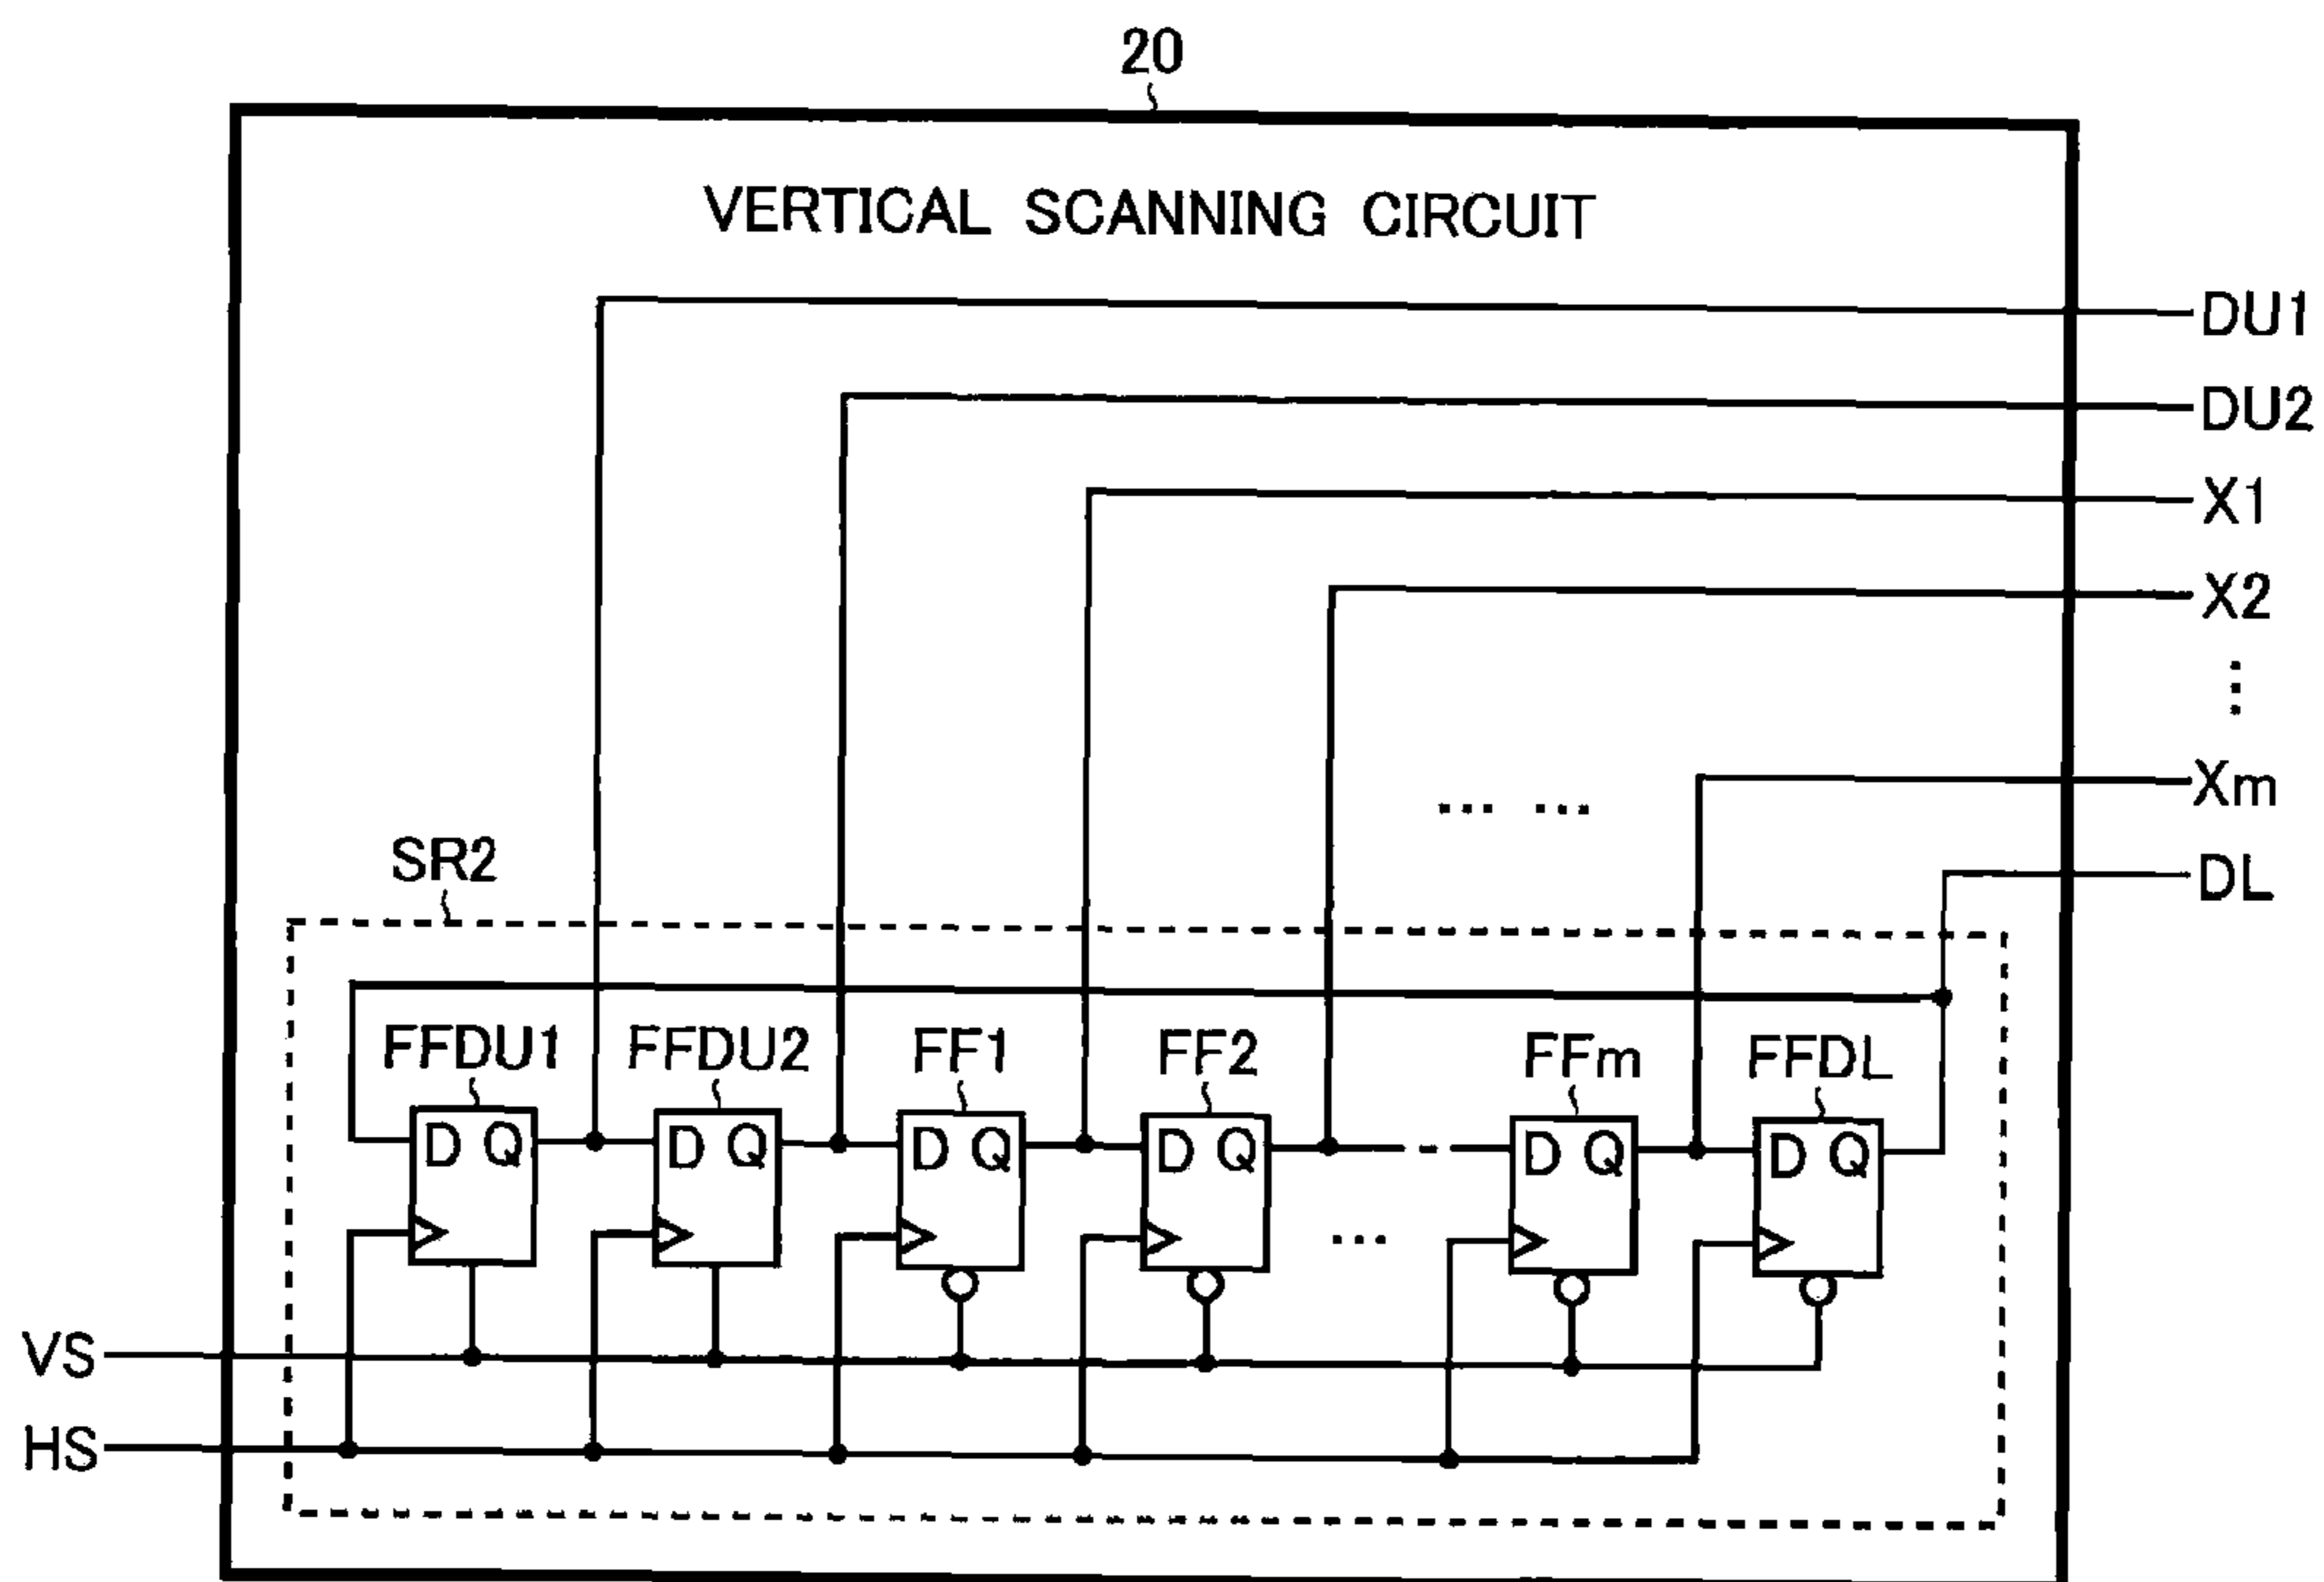 20
VERTICAL SCANNING CIRCUIT
DU1
DU2
X1
X2
⋮
Xm
... ...
SR2
DL
FFDU1 FFDU2 FF1 FF2 FFm FFDL
D Q D Q D Q D Q D Q D Q
...
VS
HS